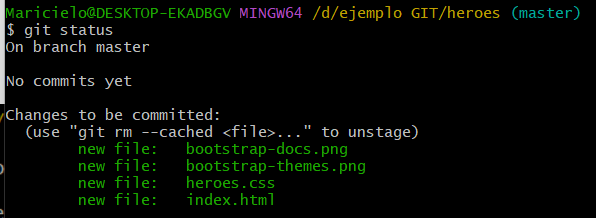 Maricielo@DESKTOP-EKADBGV MINGW64 /d/ejemplo GIT/heroes (master)
$ git status
On branch master
No commits yet
Changes to be committed:
(use "git rm --cached <file>..." to unstage)
new file: bootstrap-docs.png
new file: bootstrap-themes.png
new file: heroes.css
new file: index.html